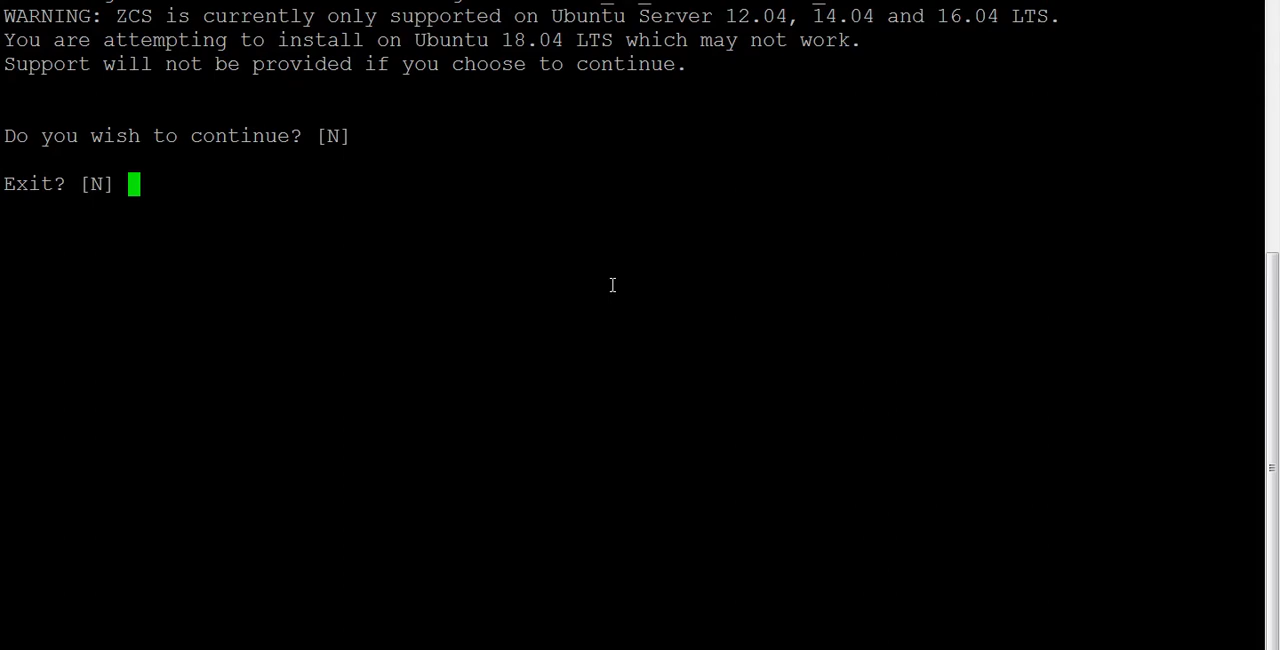 WARNING: ZCS is currently only supported on Ubuntu Server 12.04, 14.04 and 16.04 LTS.
You are attempting to install on Ubuntu 18.04 LTS which may not work.
Support will not be provided if you choose to continue.
Do you wish to continue? [N]
Exit? [N]